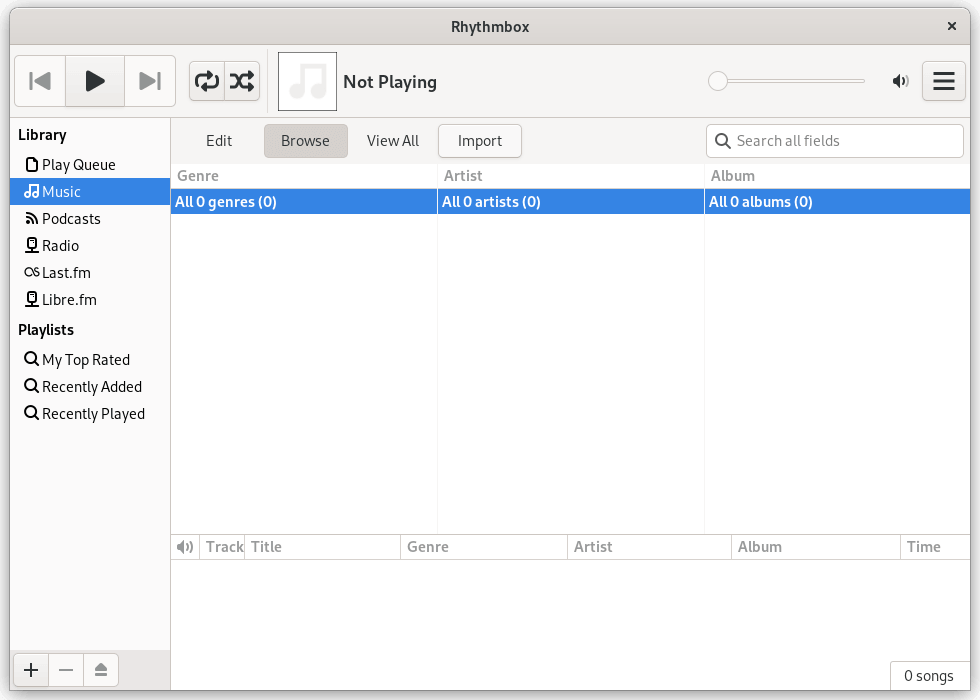 Rhythmbox
Not Playing
Library
Play Queue
Music
Podcasts
Radio
Last.fm
Libre.fm
Playlists
My Top Rated
Recently Added
Recently Played
Edit Browse View All Import Search all fields
Genre Artist Album
All 0 genres (0) All 0 artists (0) All 0 albums (0)
Track Title Genre Artist Album Time
0 songs